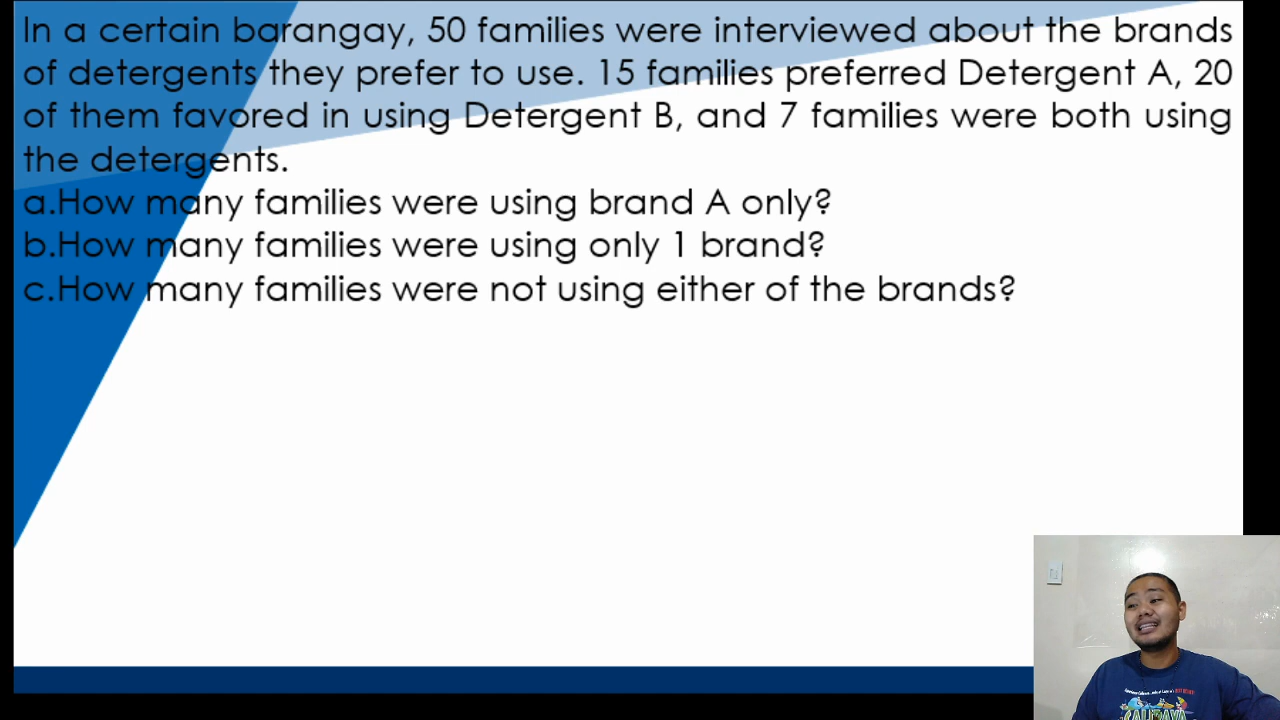 In a certain barangay, 50 families were interviewed about the brands
of detergents they prefer to use. 15 families preferred Detergent A, 20
of them favored in using Detergent B, and 7 families were both using
the detergents.
a.How many families were using brand A only?
b.How many families were using only 1 brand?
c.How many families were not using either of the brands?